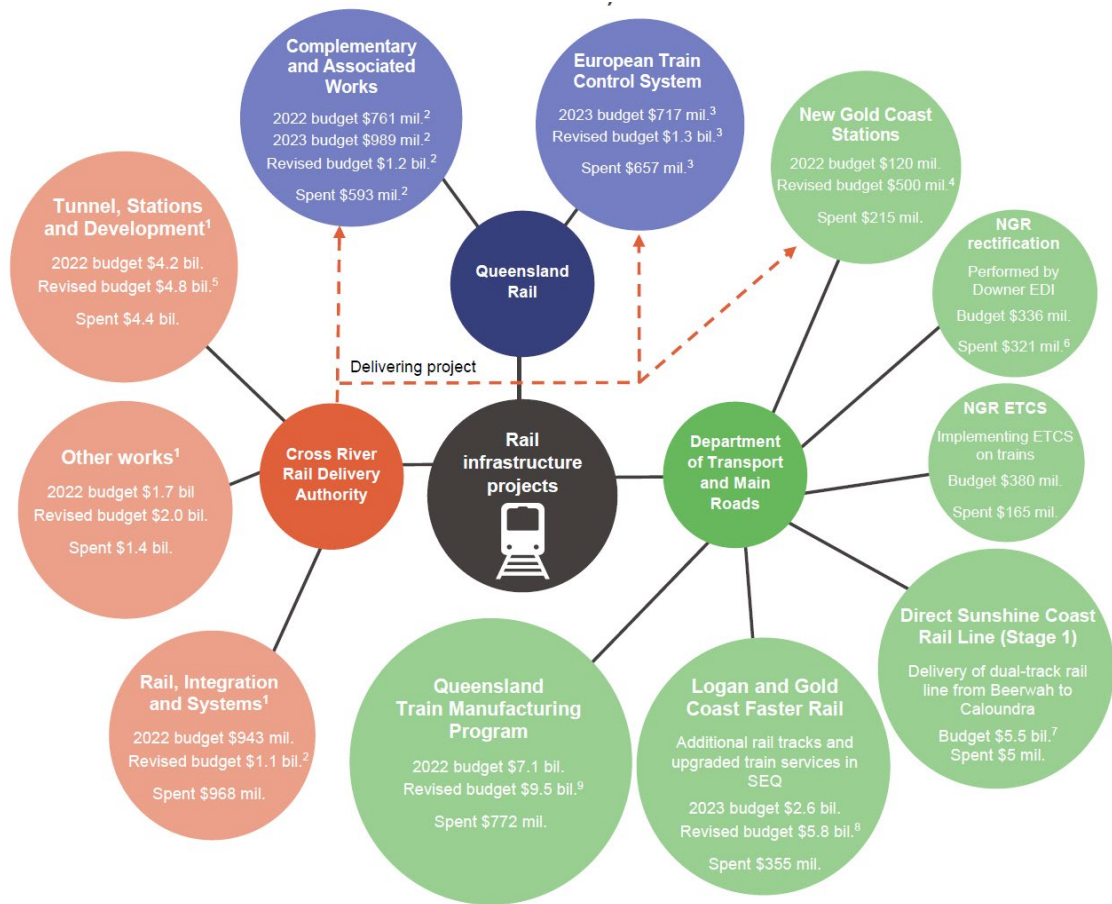 Complementary
and Associated
Works
2022 budget $761 mil.²
2023 budget $989 mil.²
Revised budget $1.2 bil.²
Spent $593 mil.²
European Train
Control System
2023 budget $717 mil.³
Revised budget $1.3 bil.³
Spent $657 mil.³
New Gold Coast
Stations
2022 budget $120 mil.
Revised budget $500 mil.⁴
Spent $215 mil.
Tunnel, Stations
and Development¹
2022 budget $4.2 bil.
Revised budget $4.8 bil.⁵
Spent $4.4 bil.
Queensland
Rail
NGR
rectification
Performed by
Downer EDI
Budget $336 mil.
Spent $321 mil.⁶
Delivering project
Other works¹
2022 budget $1.7 bil
Revised budget $2.0 bil.
Spent $1.4 bil.
Cross River
Rail Delivery
Authority
Rail
infrastructure
projects
Department
of Transport
and Main
Roads
NGR ETCS
Implementing ETCS
on trains
Budget $380 mil.
Spent $165 mil.
Rail, Integration
and Systems¹
2022 budget $943 mil.
Revised budget $1.1 bil.²
Spent $968 mil.
Queensland
Train Manufacturing
Program
2022 budget $7.1 bil.
Revised budget $9.5 bil.⁹
Spent $772 mil.
Logan and Gold
Coast Faster Rail
Additional rail tracks and
upgraded train services in
SEQ
2023 budget $2.6 bil.
Revised budget $5.8 bil.⁸
Spent $355 mil.
Direct Sunshine Coast
Rail Line (Stage 1)
Delivery of dual-track rail
line from Beerwah to
Caloundra
Budget $5.5 bil.⁷
Spent $5 mil.